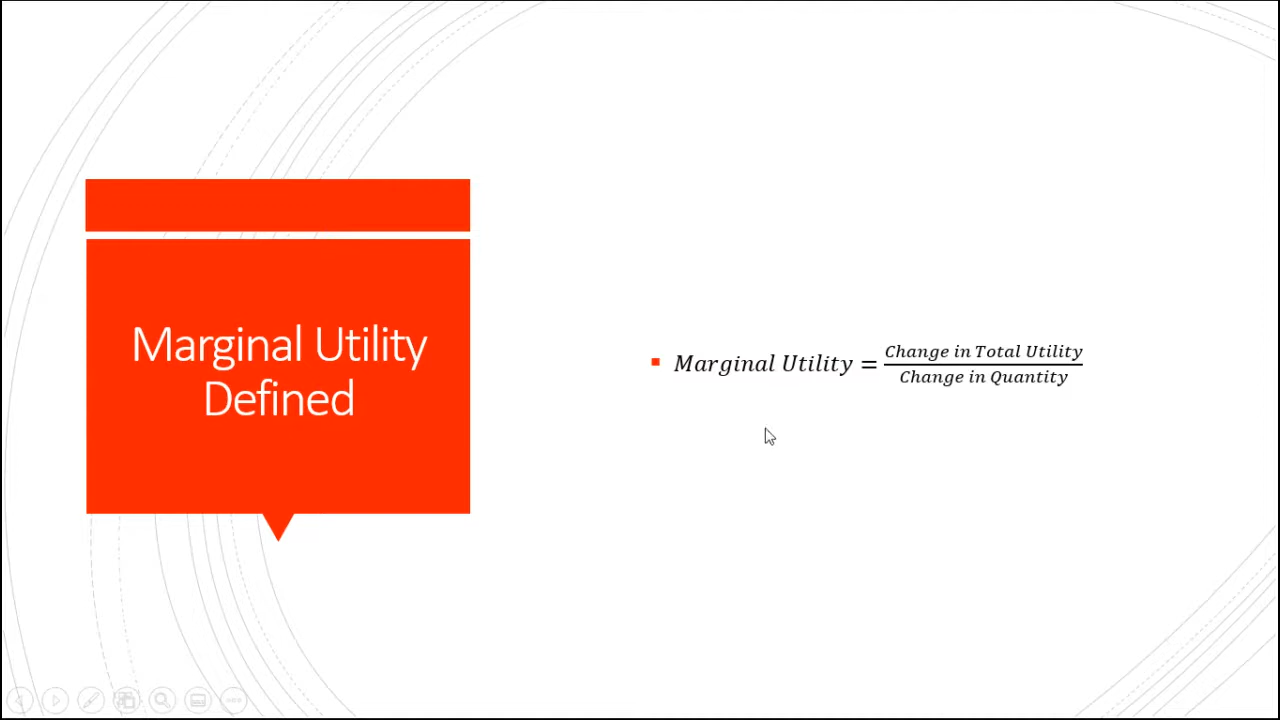 Marginal Utility
Defined
▪ Marginal Utility = Change in Total Utility / Change in Quantity